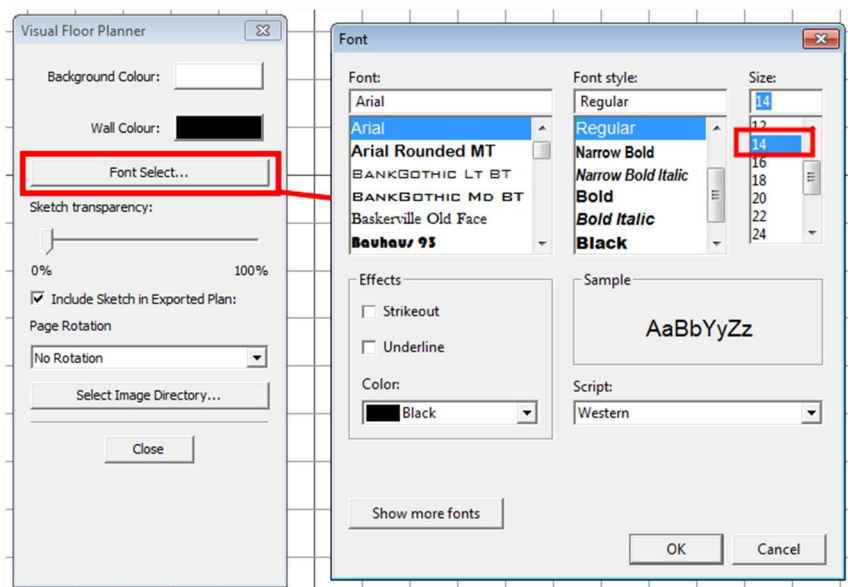 Visual Floor Planner
Background Colour:
Wall Colour:
Font Select...
Sketch transparency:
0% 100%
Include Sketch in Exported Plan:
Page Rotation
No Rotation
Select Image Directory...
Close
Font
Font: Font style: Size:
Arial Regular 14
Arial
Arial Rounded MT
BankGothic Lt BT
BankGothic Md BT
Baskerville Old Face
Bauhaus 93
Regular
Narrow Bold
Narrow Bold Italic
Bold
Bold Italic
Black
12
14
16
18
20
22
24
Effects
Strikeout
Underline
Color:
Black
Sample
AaBbYyZz
Script:
Western
Show more fonts
OK Cancel